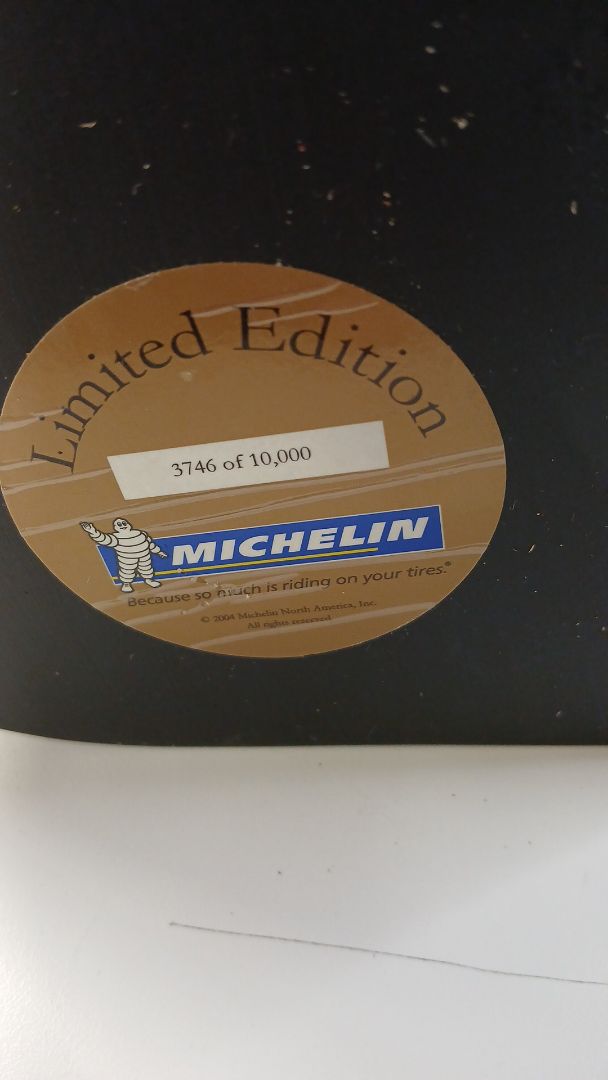 Limited Edition
3746 of 10,000
MICHELIN
Because so much is riding on your tires.®
© 2004 Michelin North America, Inc.
All rights reserved